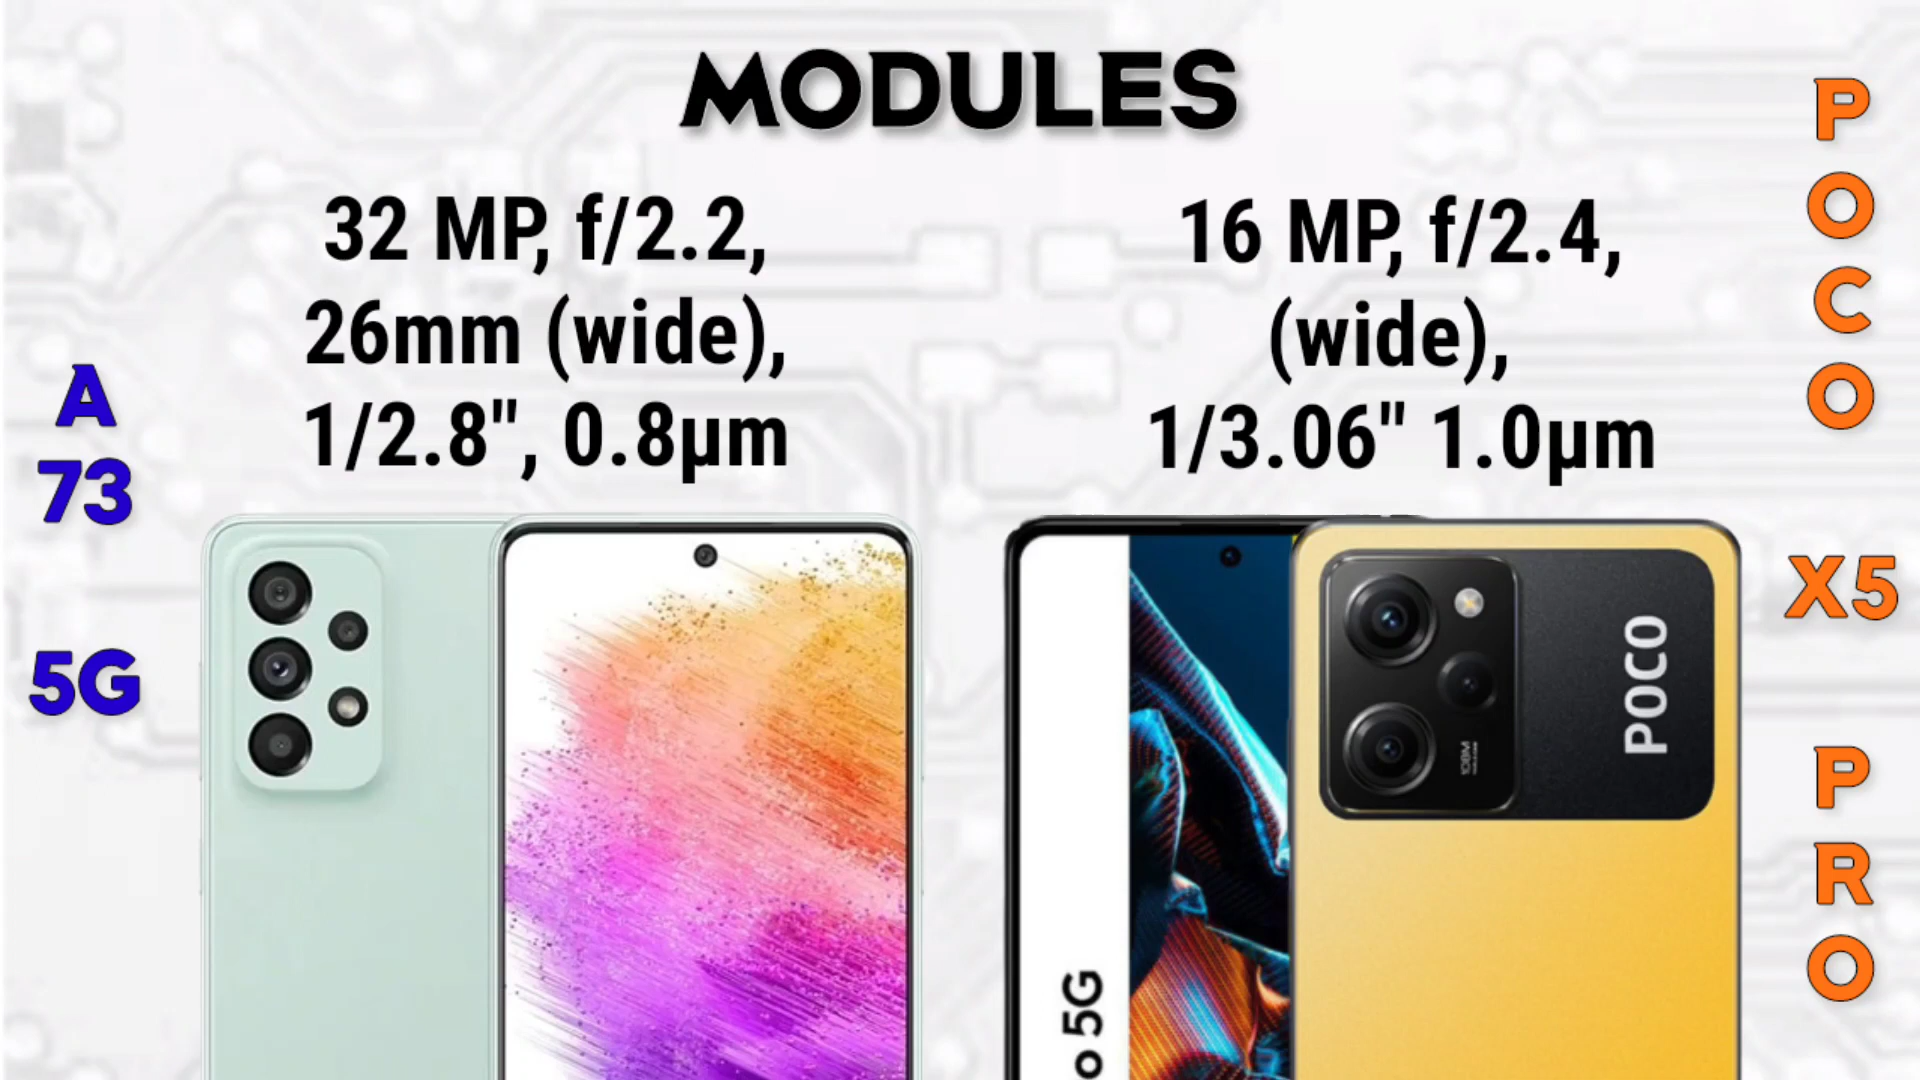 MODULES
32 MP, f/2.2,
26mm (wide),
1/2.8", 0.8µm
16 MP, f/2.4,
(wide),
1/3.06" 1.0µm
A
73
5G
P
O
C
O
X5
P
R
O
POCO
108M
o 5G